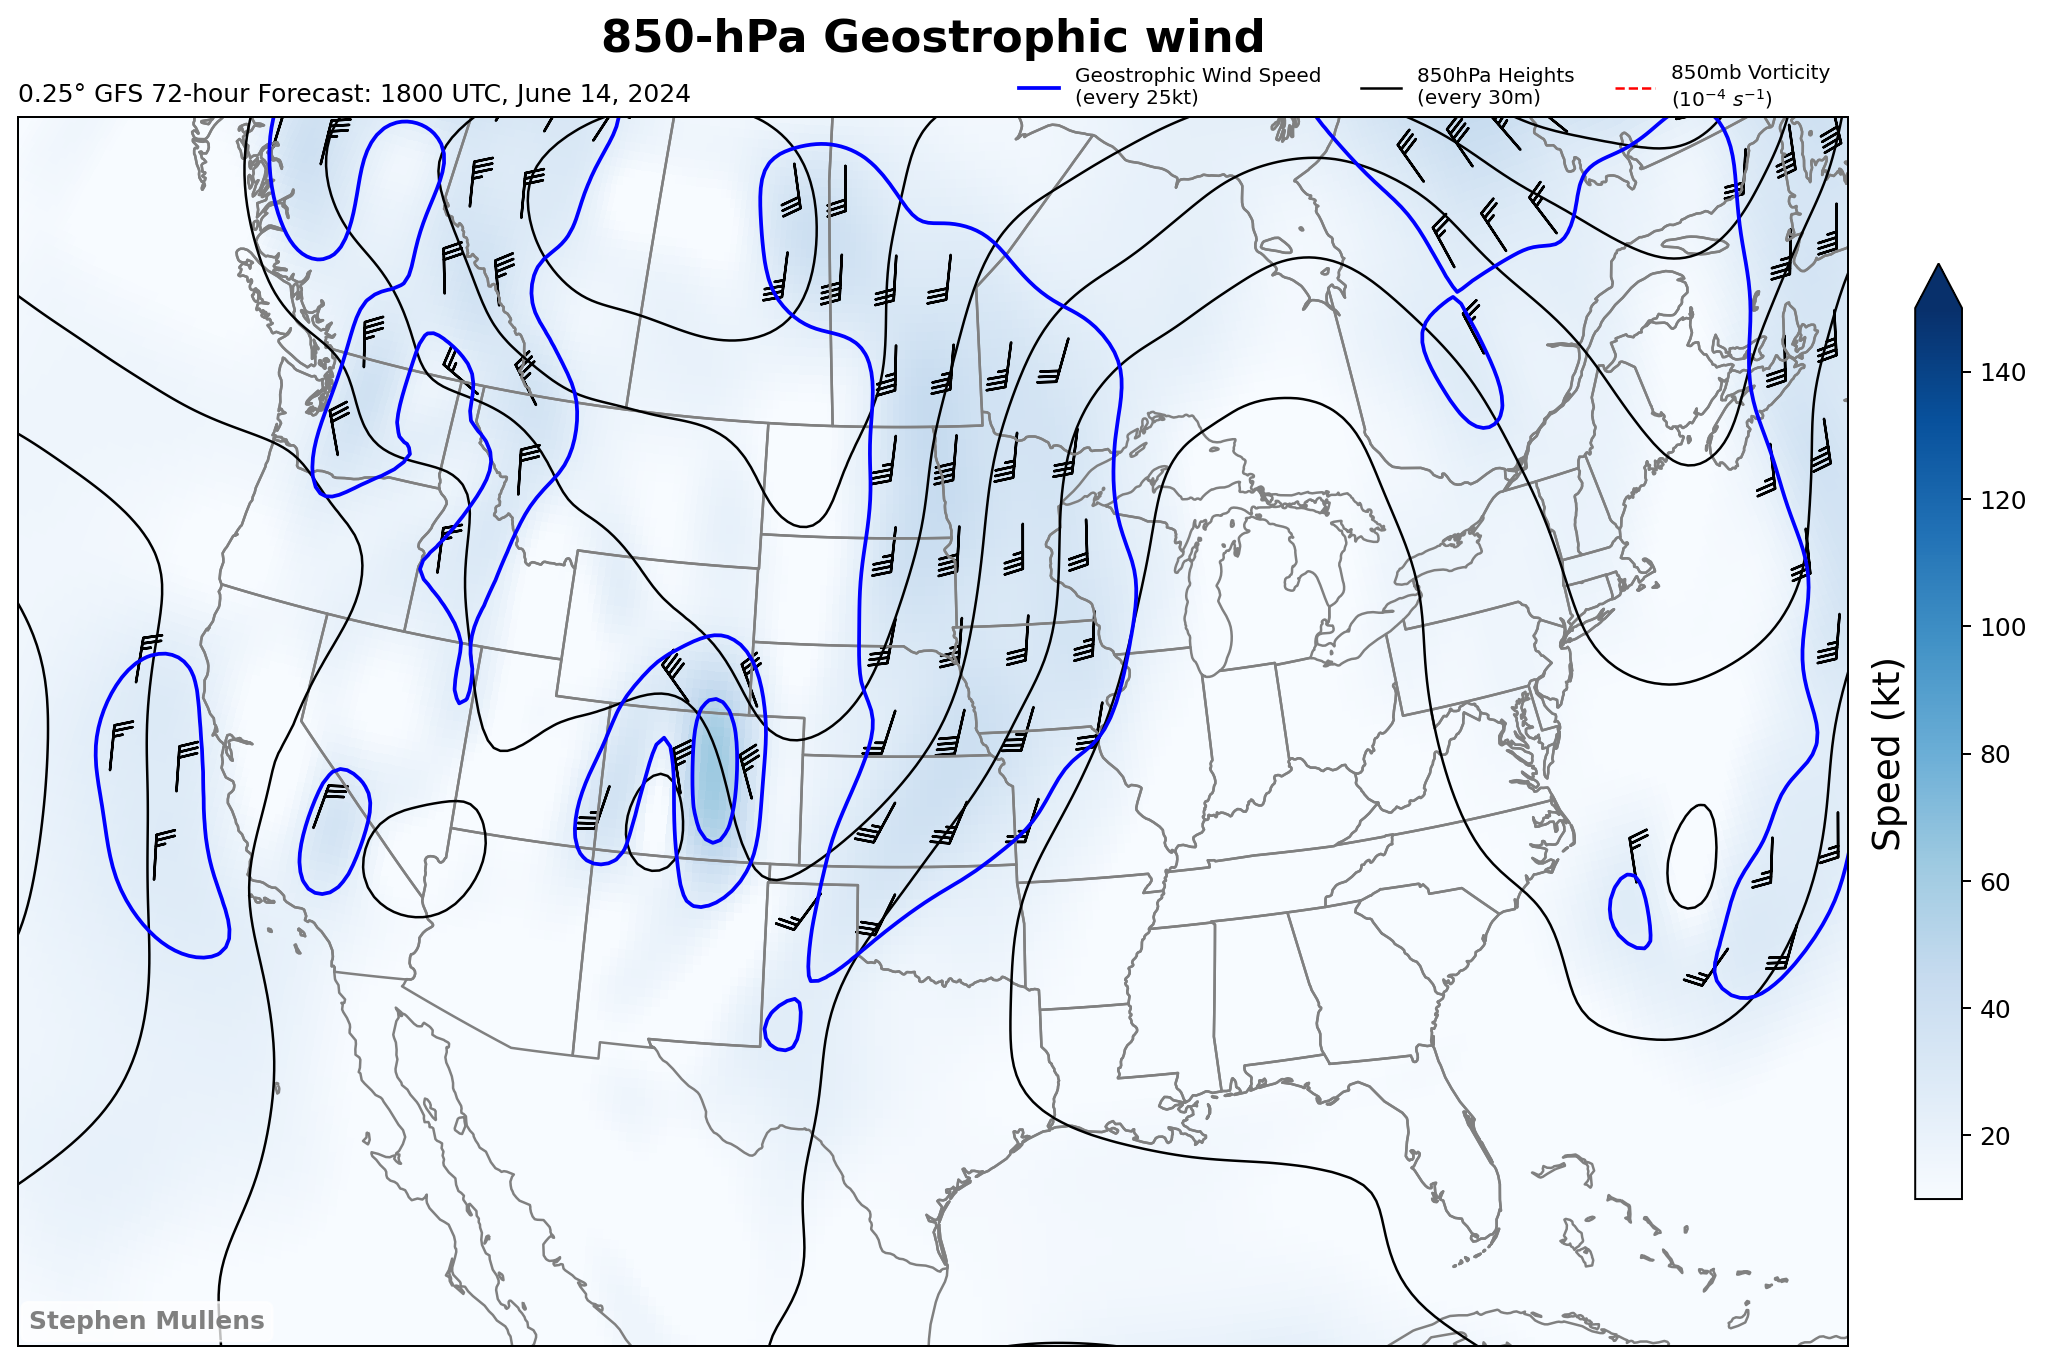 850-hPa Geostrophic wind
0.25° GFS 72-hour Forecast: 1800 UTC, June 14, 2024
Geostrophic Wind Speed
(every 25kt)
850hPa Heights
(every 30m)
850mb Vorticity
(10⁻⁴ s⁻¹)
140
120
100
80
60
40
20
Speed (kt)
Stephen Mullens